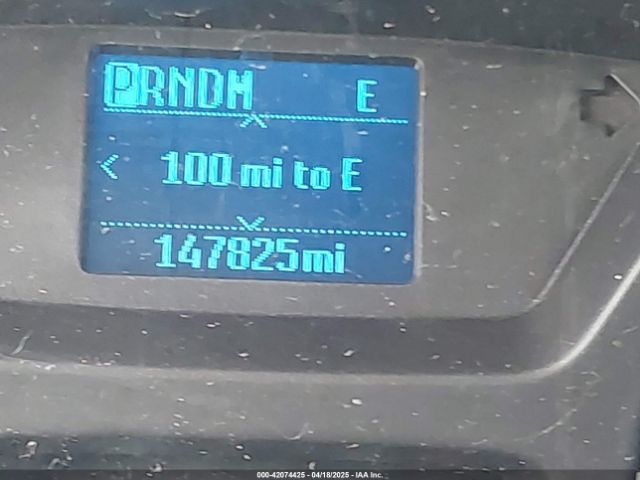 PRNDM E
100 mi to E
147825mi
000-42074425 - 04/18/2025 - IAA Inc.